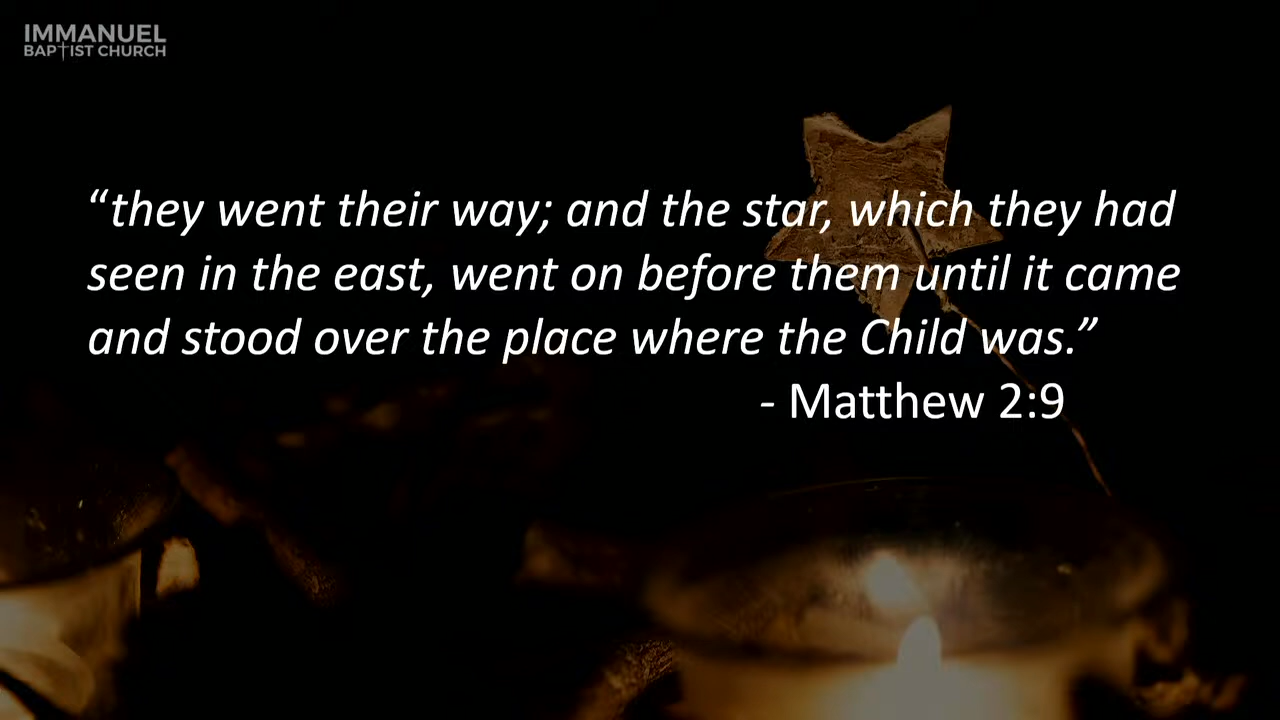 IMMANUEL
BAPTIST CHURCH
“they went their way; and the star, which they had
seen in the east, went on before them until it came
and stood over the place where the Child was.”
- Matthew 2:9